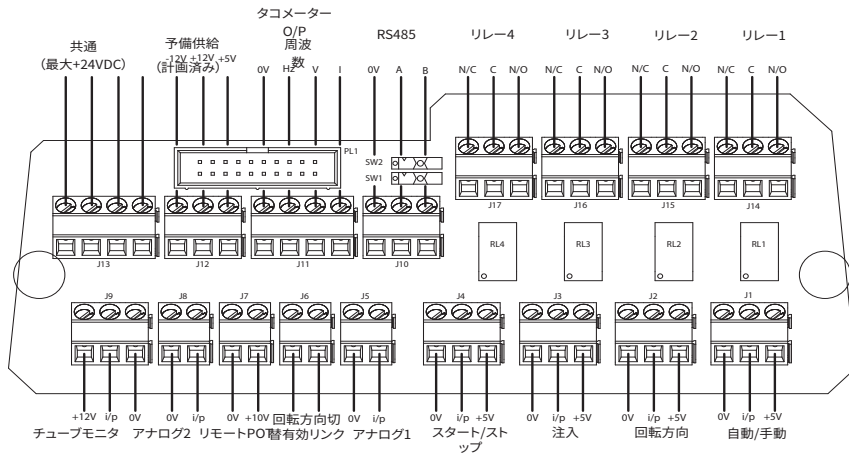 タコメーター
O/P
周波
数
共通
（最大+24VDC）
予備供給
-12V +12V +5V
（計画済み）
0V Hz V I
RS485
0V A B
リレー4
N/C C N/O
リレー3
N/C C N/O
リレー2
N/C C N/O
リレー1
N/C C N/O
PL1
SW2
SW1
J17
J16
J15
J14
J13
J12
J11
J10
RL4
RL3
RL2
RL1
J9
J8
J7
J6
J5
J4
J3
J2
J1
+12V i/p 0V
チューブモニタ
0V i/p
アナログ2
0V +10V
リモートPOT
回転方向切
替有効リンク
0V i/p
アナログ1
0V i/p +5V
スタート/スト
ップ
0V i/p +5V
注入
0V i/p +5V
回転方向
0V i/p +5V
自動/手動